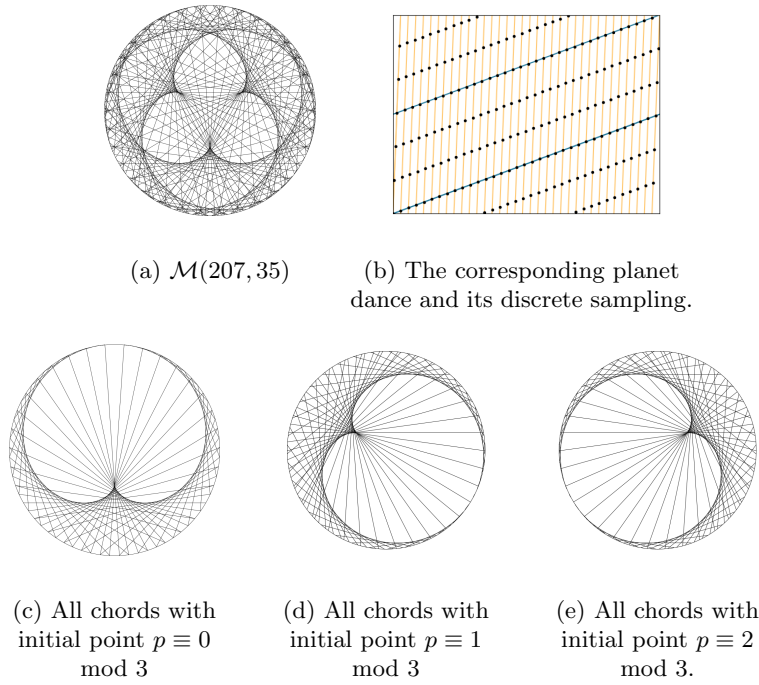 (a) M(207, 35)
(b) The corresponding planet
dance and its discrete sampling.
(c) All chords with
initial point p ≡ 0
mod 3
(d) All chords with
initial point p ≡ 1
mod 3
(e) All chords with
initial point p ≡ 2
mod 3.